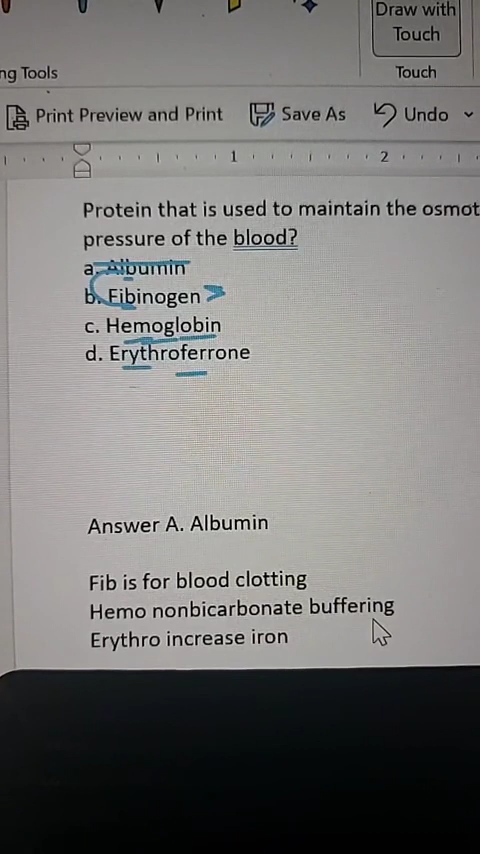 Draw with
Touch
ng Tools
Touch
Print Preview and Print Save As Undo
1 2
Protein that is used to maintain the osmot
pressure of the blood?
a. Albumin
b. Fibinogen
c. Hemoglobin
d. Erythroferrone
Answer A. Albumin
Fib is for blood clotting
Hemo nonbicarbonate buffering
Erythro increase iron